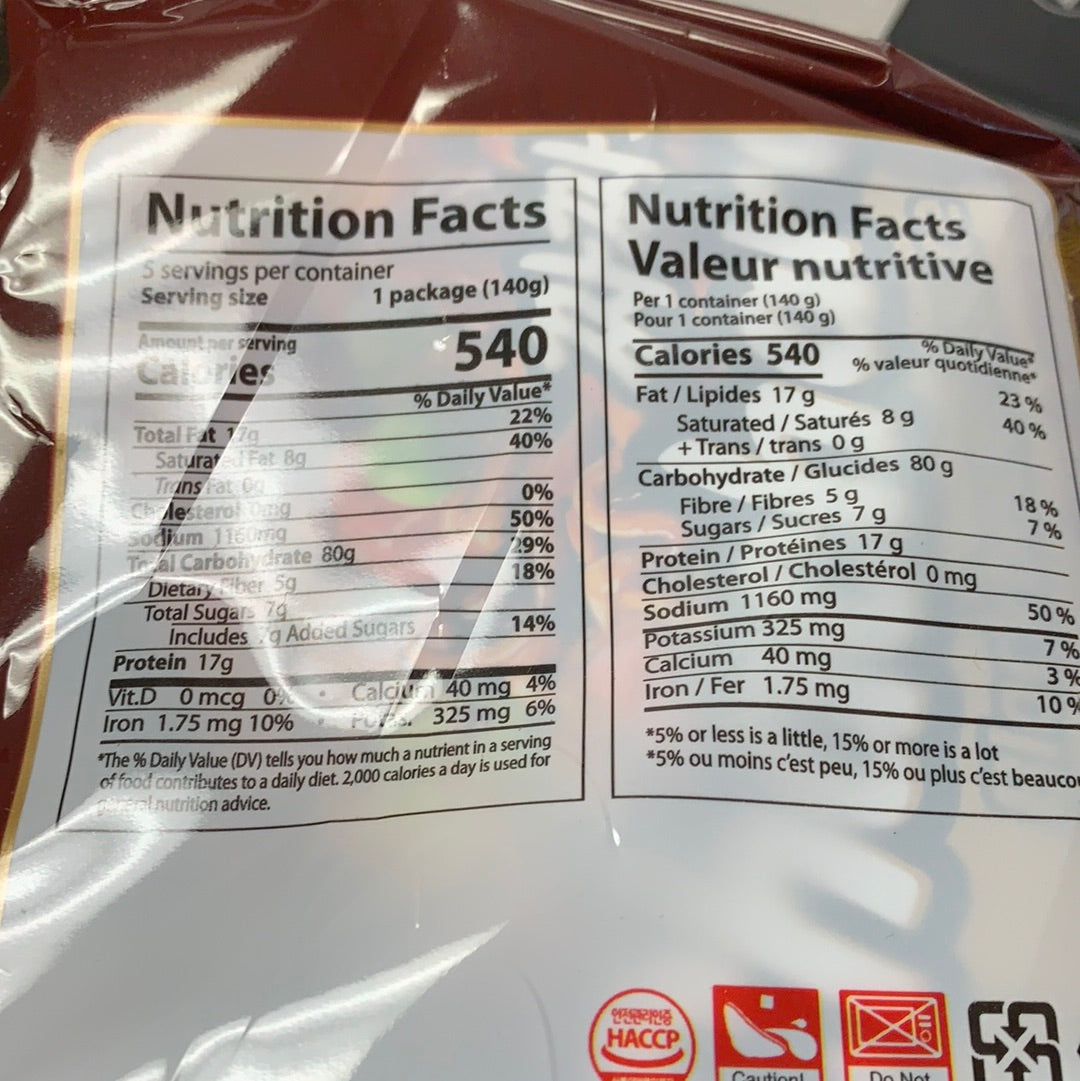 Nutrition Facts
5 servings per container
Serving size 1 package (140g)
Amount per serving
Calories 540
% Daily Value*
Total Fat 17g 22%
Saturated Fat 8g 40%
Trans Fat 0g
Cholesterol 0mg 0%
Sodium 1160mg 50%
Total Carbohydrate 80g 29%
Dietary Fiber 5g 18%
Total Sugars 7g
Includes 7g Added Sugars 14%
Protein 17g
Vit.D 0 mcg 0% • Calcium 40 mg 4%
Iron 1.75 mg 10% • Potas. 325 mg 6%
*The % Daily Value (DV) tells you how much a nutrient in a serving
of food contributes to a daily diet. 2,000 calories a day is used for
general nutrition advice.
Nutrition Facts
Valeur nutritive
Per 1 container (140 g)
Pour 1 container (140 g)
Calories 540
% Daily Value*
% valeur quotidienne*
Fat / Lipides 17 g 23 %
Saturated / Saturés 8 g
+ Trans / trans 0 g 40 %
Carbohydrate / Glucides 80 g
Fibre / Fibres 5 g 18 %
Sugars / Sucres 7 g 7 %
Protein / Protéines 17 g
Cholesterol / Cholestérol 0 mg
Sodium 1160 mg 50 %
Potassium 325 mg 7 %
Calcium 40 mg 3 %
Iron / Fer 1.75 mg 10 %
*5% or less is a little, 15% or more is a lot
*5% ou moins c'est peu, 15% ou plus c'est beaucou
안전관리인증
HACCP
Caution!
Do Not